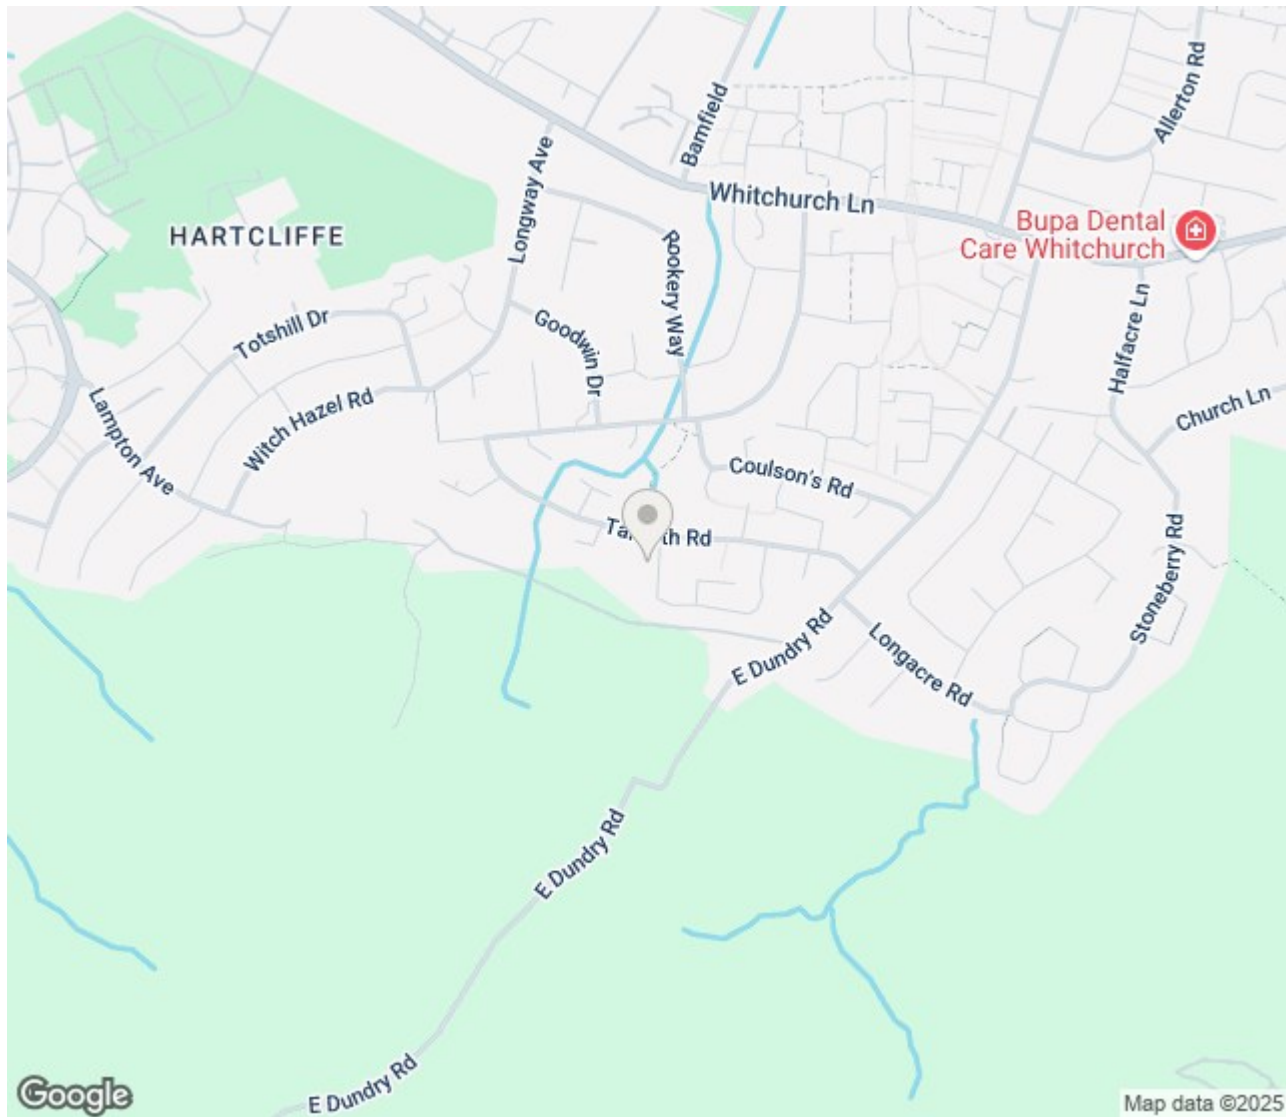 Allerton Rd
Bamfield
Longway Ave
Whitchurch Ln
Bupa Dental
Care Whitchurch
HARTCLIFFE
Rookery Way
Halfacre Ln
Totshill Dr
Goodwin Dr
Witch Hazel Rd
Lampton Ave
Church Ln
Coulson's Rd
Rd
Stoneberry Rd
E Dundry Rd
Longacre Rd
E Dundry Rd
E Dundry Rd
Google
Map data ©2025